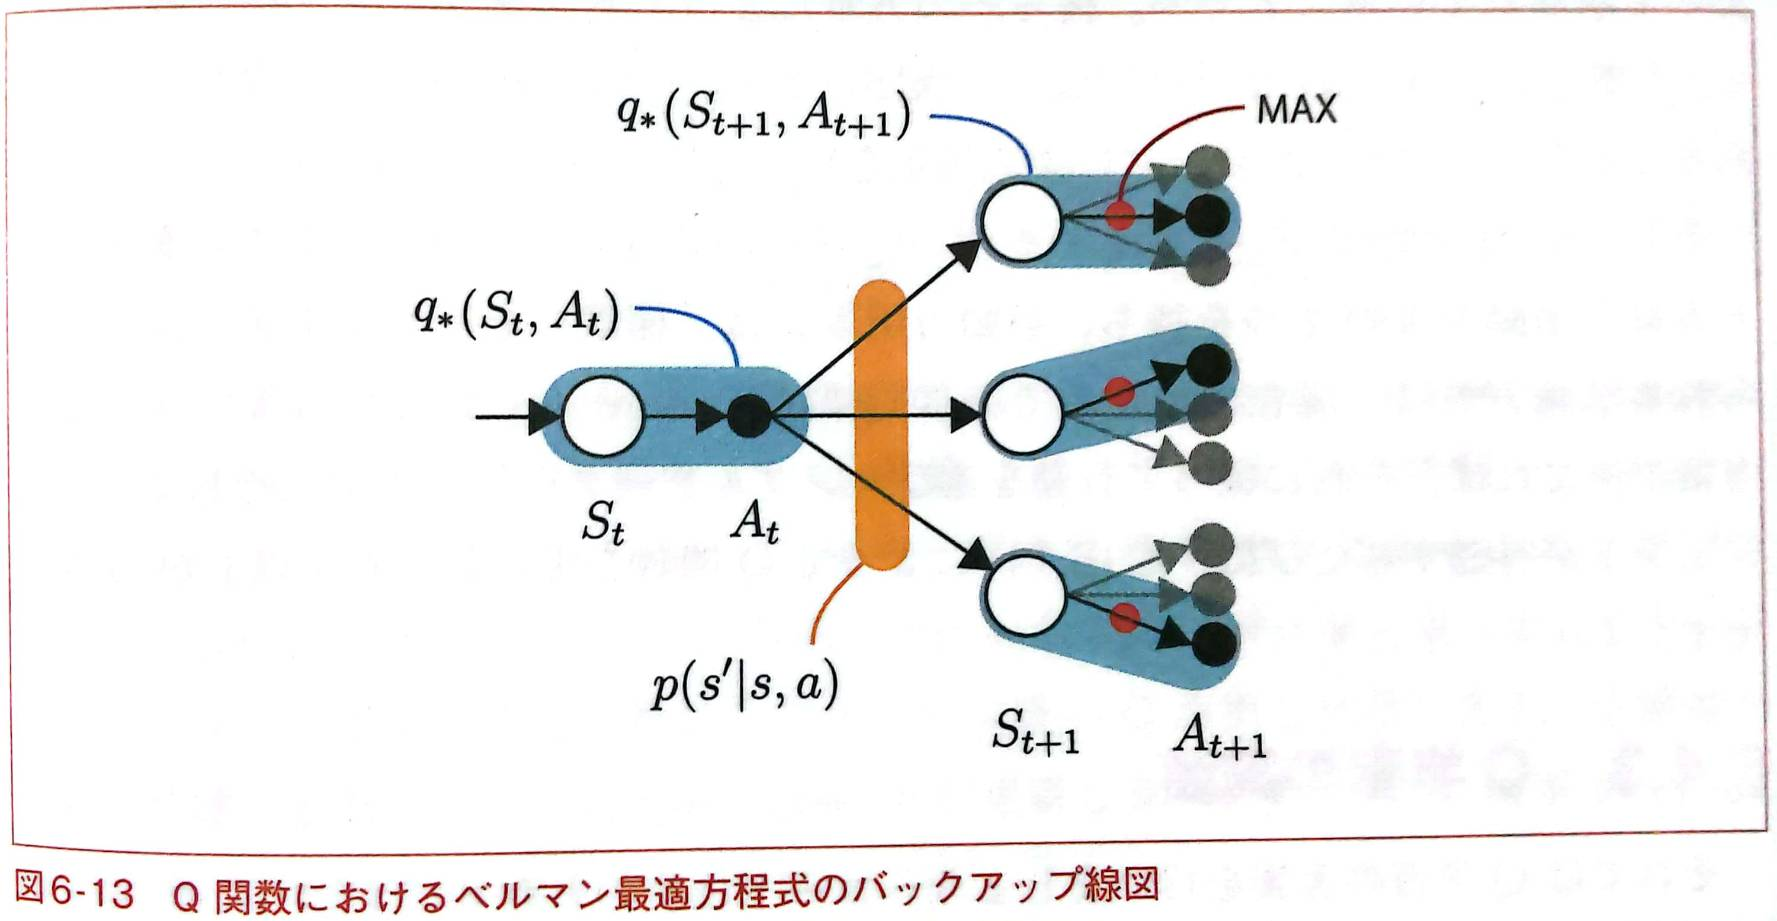 q*(St+1, At+1)
MAX
q*(St, At)
St
At
p(s′|s, a)
St+1
At+1
図6-13 Q関数におけるベルマン最適方程式のバックアップ線図